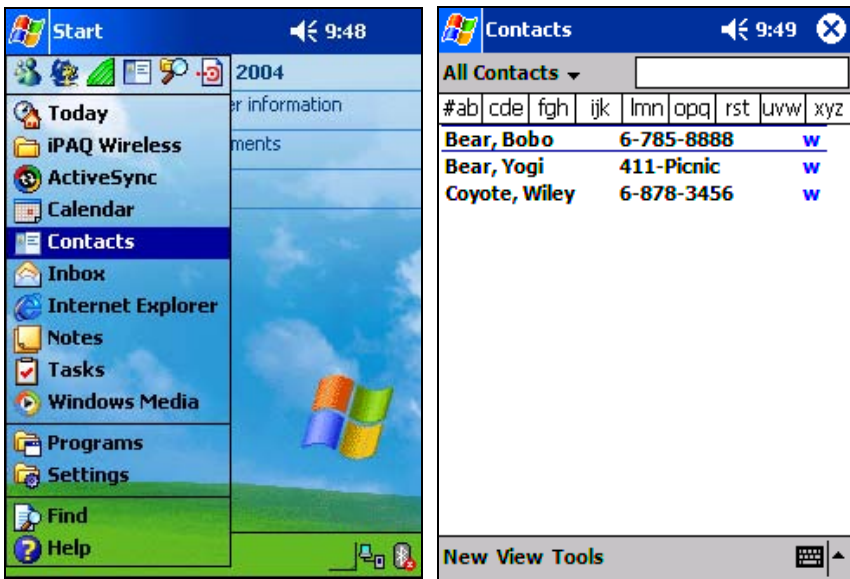 Start 9:48
2004
Today
er information
iPAQ Wireless
ments
ActiveSync
Calendar
Contacts
Inbox
Internet Explorer
Notes
Tasks
Windows Media
Programs
Settings
Find
Help
Contacts 9:49
All Contacts
#ab cde fgh ijk lmn opq rst uvw xyz
Bear, Bobo 6-785-8888 w
Bear, Yogi 411-Picnic w
Coyote, Wiley 6-878-3456 w
New View Tools